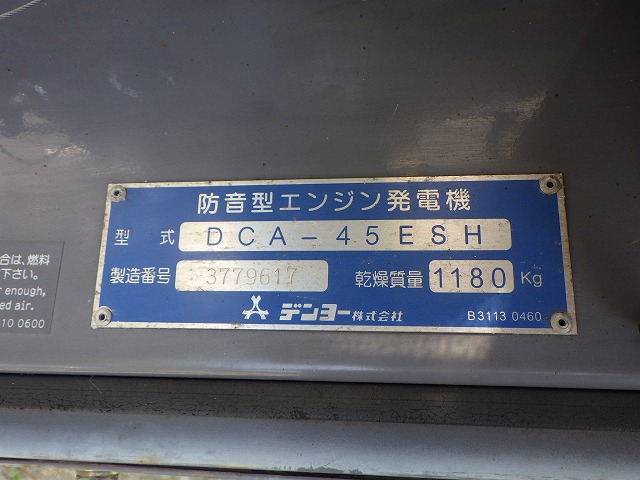 防音型エンジン発電機
型式 DCA-45ESH
製造番号 3779617 乾燥質量 1180 Kg
デンヨー株式会社 B3113 0460
合は、燃料
下さい。
enough,
ed air.
10 0600